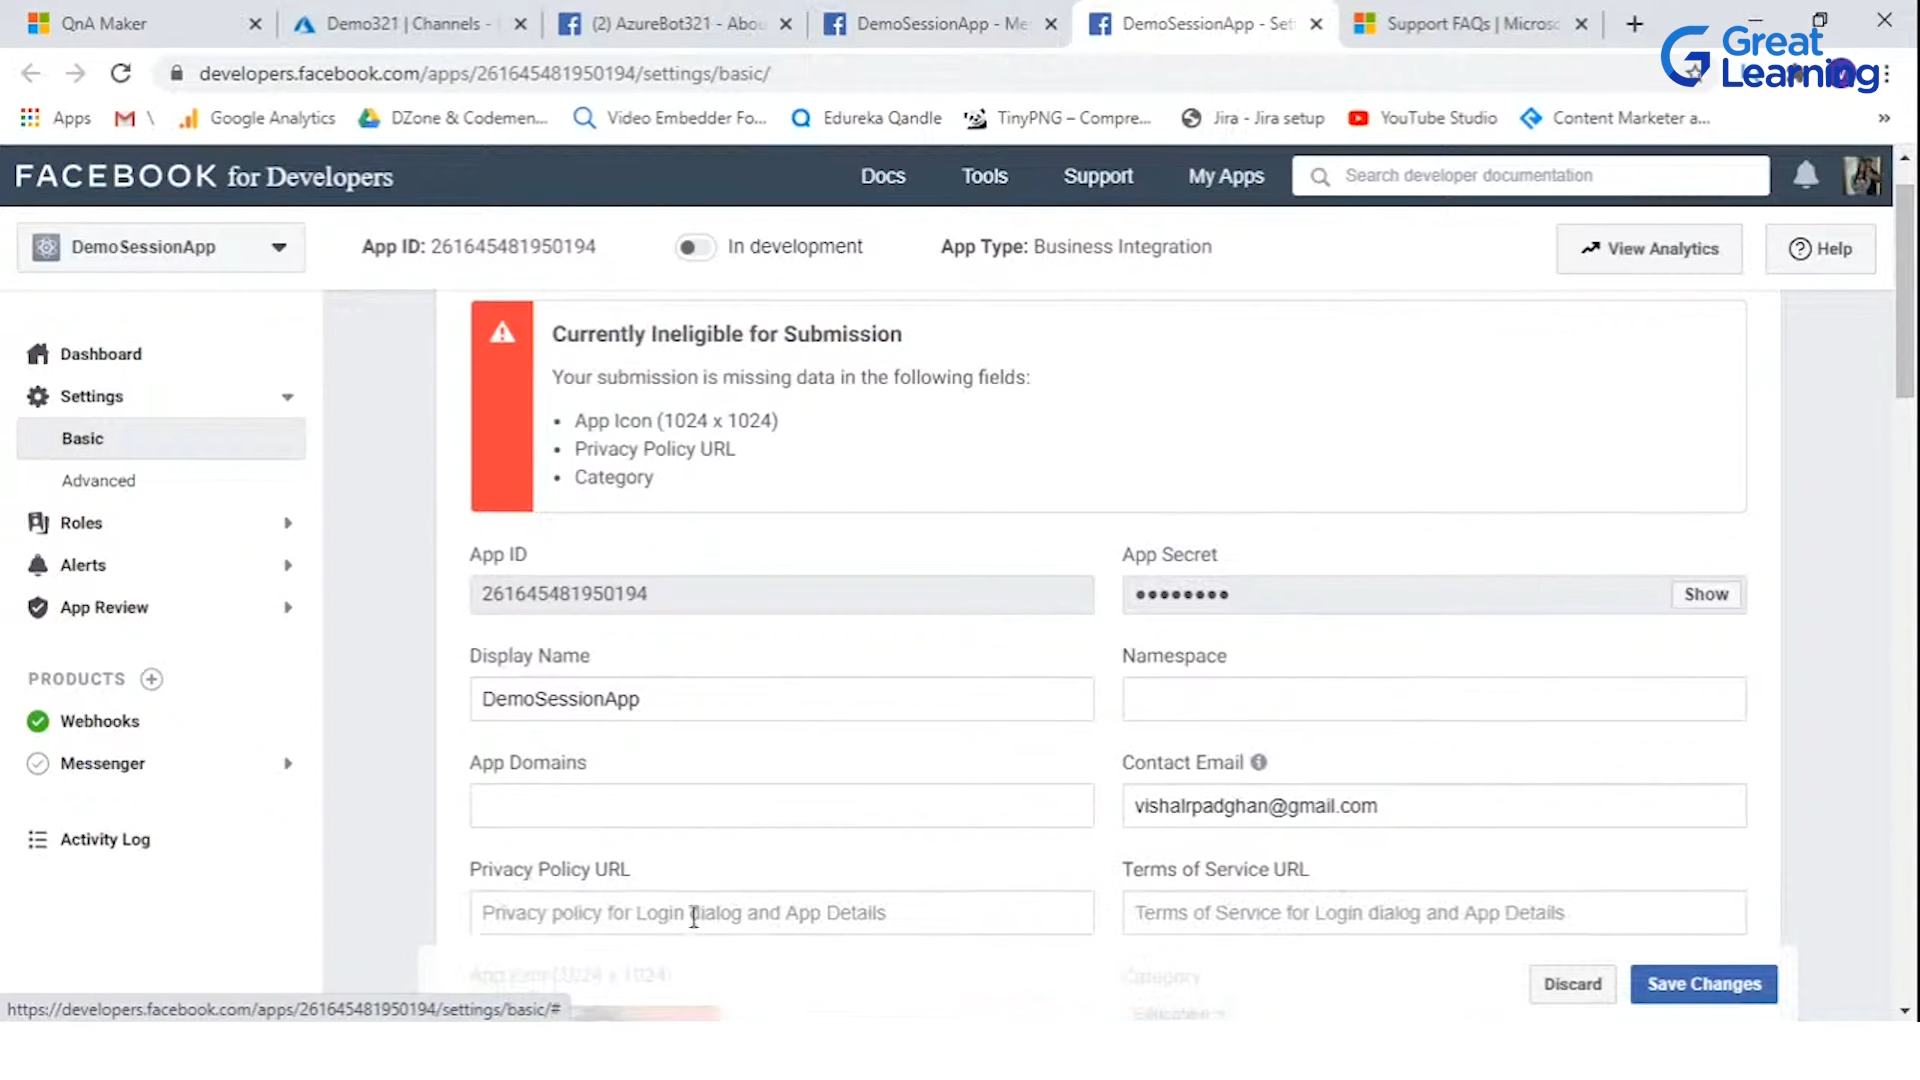 QnA Maker
Demo321 | Channels -
(2) AzureBot321 - Abou
DemoSessionApp - Me
DemoSessionApp - Set
Support FAQs | Microso
Great Learning
developers.facebook.com/apps/261645481950194/settings/basic/
Apps
\
Google Analytics
DZone & Codemen...
Video Embedder Fo...
Edureka Qandle
TinyPNG – Compre...
Jira - Jira setup
YouTube Studio
Content Marketer a...
»
FACEBOOK for Developers
Docs
Tools
Support
My Apps
Search developer documentation
DemoSessionApp
App ID: 261645481950194
In development
App Type: Business Integration
View Analytics
Help
Dashboard
Settings
Basic
Advanced
Roles
Alerts
App Review
PRODUCTS
Webhooks
Messenger
Activity Log
Currently Ineligible for Submission
Your submission is missing data in the following fields:
• App Icon (1024 x 1024)
• Privacy Policy URL
• Category
App ID
261645481950194
App Secret
●●●●●●●●
Show
Display Name
DemoSessionApp
Namespace
App Domains
Contact Email
vishalrpadghan@gmail.com
Privacy Policy URL
Privacy policy for Login dialog and App Details
Terms of Service URL
Terms of Service for Login dialog and App Details
App Icon (1024 x 1024)
Category
Education
Discard
Save Changes
https://developers.facebook.com/apps/261645481950194/settings/basic/#